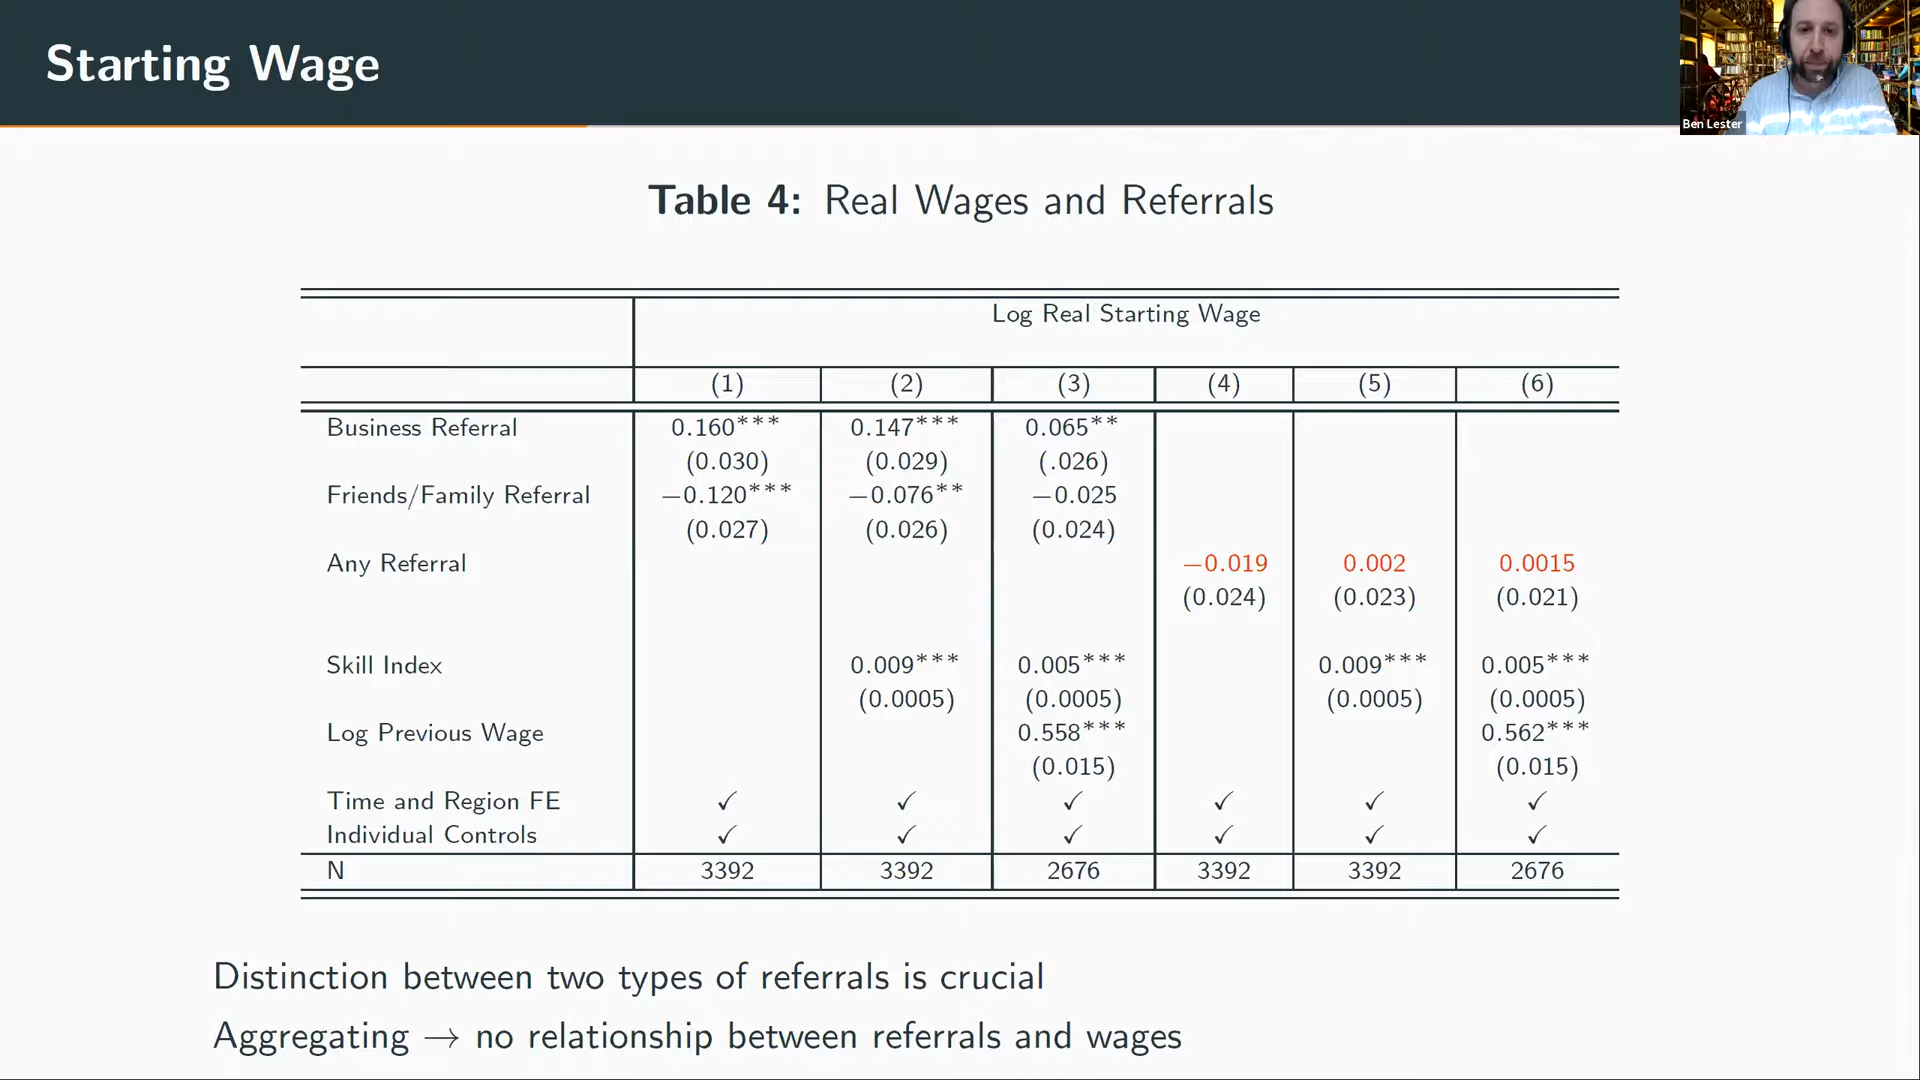 Starting Wage
Ben Lester
Table 4: Real Wages and Referrals
Log Real Starting Wage
(1) (2) (3) (4) (5) (6)
Business Referral 0.160*** 0.147*** 0.065**
(0.030) (0.029) (.026)
Friends/Family Referral −0.120*** −0.076** −0.025
(0.027) (0.026) (0.024)
Any Referral −0.019 0.002 0.0015
(0.024) (0.023) (0.021)
Skill Index 0.009*** 0.005*** 0.009*** 0.005***
(0.0005) (0.0005) (0.0005) (0.0005)
Log Previous Wage 0.558*** 0.562***
(0.015) (0.015)
Time and Region FE ✓ ✓ ✓ ✓ ✓ ✓
Individual Controls ✓ ✓ ✓ ✓ ✓ ✓
N 3392 3392 2676 3392 3392 2676
Distinction between two types of referrals is crucial
Aggregating → no relationship between referrals and wages